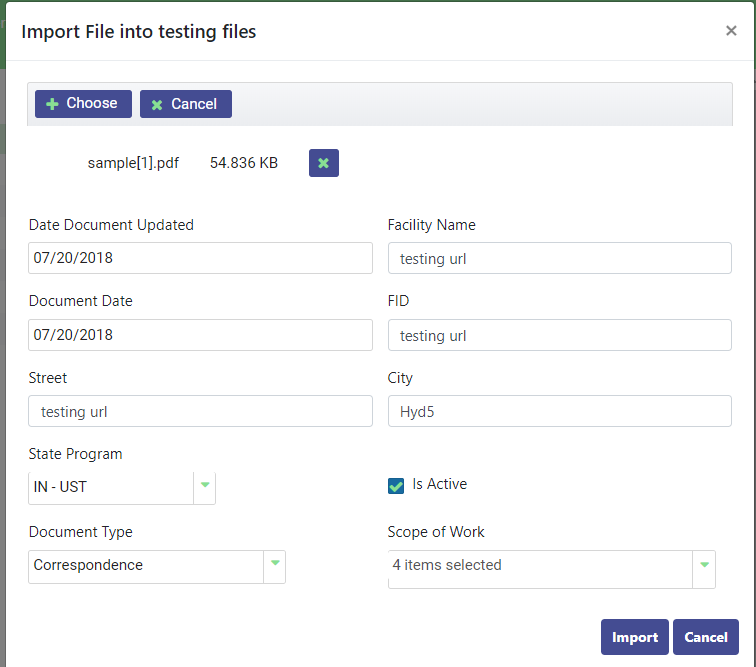 Import File into testing files
Choose Cancel
sample[1].pdf 54.836 KB
Date Document Updated Facility Name
07/20/2018 testing url
Document Date FID
07/20/2018 testing url
Street City
testing url Hyd5
State Program
IN - UST Is Active
Document Type Scope of Work
Correspondence 4 items selected
Import Cancel